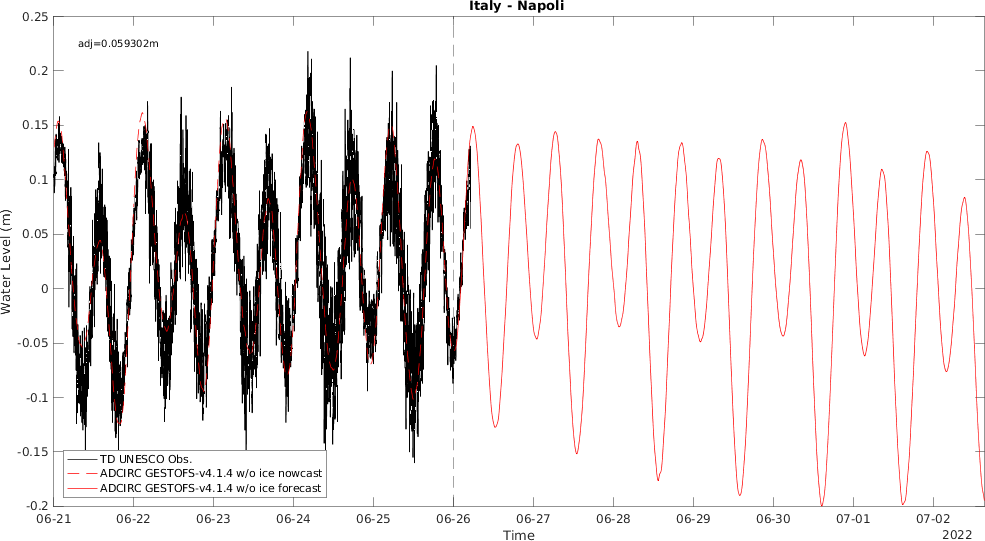 Italy - Napoli
0.25
0.2
0.15
0.1
0.05
0
-0.05
-0.1
-0.15
-0.2
Water Level (m)
adj=0.059302m
TD UNESCO Obs.
ADCIRC GESTOFS-v4.1.4 w/o ice nowcast
ADCIRC GESTOFS-v4.1.4 w/o ice forecast
06-21 06-22 06-23 06-24 06-25 06-26 06-27 06-28 06-29 06-30 07-01 07-02
Time
2022